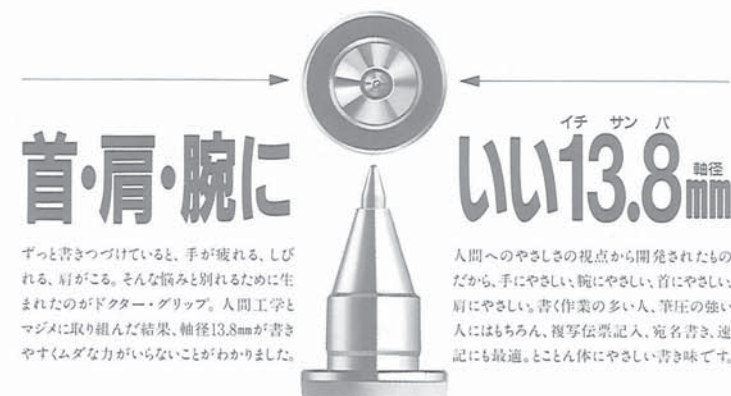 首・肩・腕に
ずっと書きつづけていると、手が疲れる、しび
れる、肩がこる。そんな悩みと別れるために生
まれたのがドクター・グリップ。人間工学と
マジメに取り組んだ結果、軸径13.8mmが書き
やすくムダな力がいらないことがわかりました。
イチ サン パ
いい13.8mm
軸径
人間へのやさしさの視点から開発されたもの
だから、手にやさしい、腕にやさしい、首にやさしい、
肩にやさしい。書く作業の多い人、筆圧の強い
人にはもちろん、複写伝票記入、宛名書き、速
記にも最適。とことん体にやさしい書き味です。